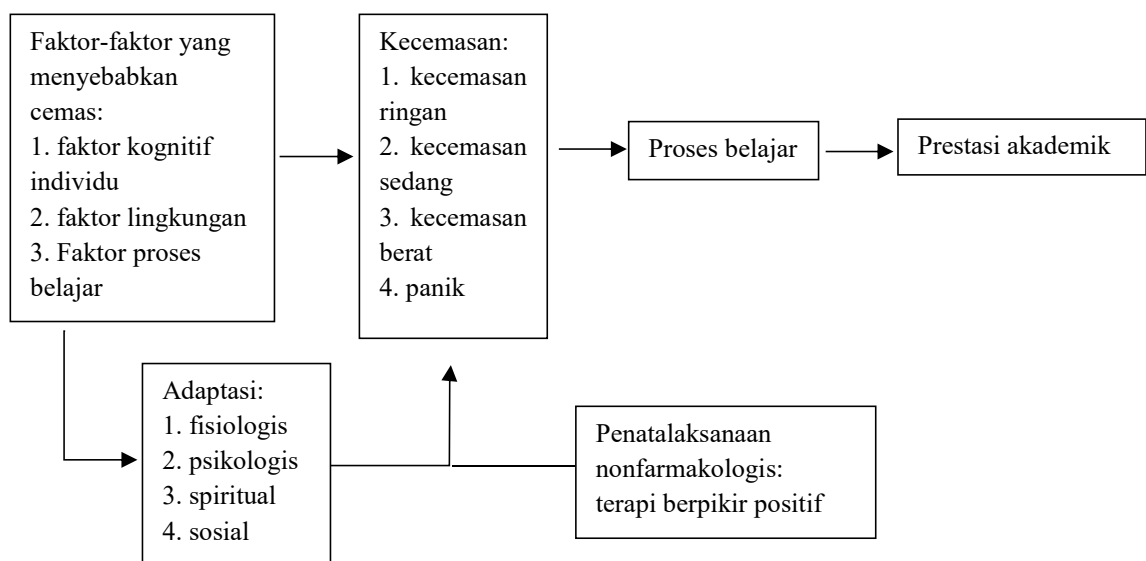 Faktor-faktor yang
menyebabkan
cemas:
1. faktor kognitif
individu
2. faktor lingkungan
3. Faktor proses
belajar
Kecemasan:
1. kecemasan
ringan
2. kecemasan
sedang
3. kecemasan
berat
4. panik
Proses belajar
Prestasi akademik
Adaptasi:
1. fisiologis
2. psikologis
3. spiritual
4. sosial
Penatalaksanaan
nonfarmakologis:
terapi berpikir positif